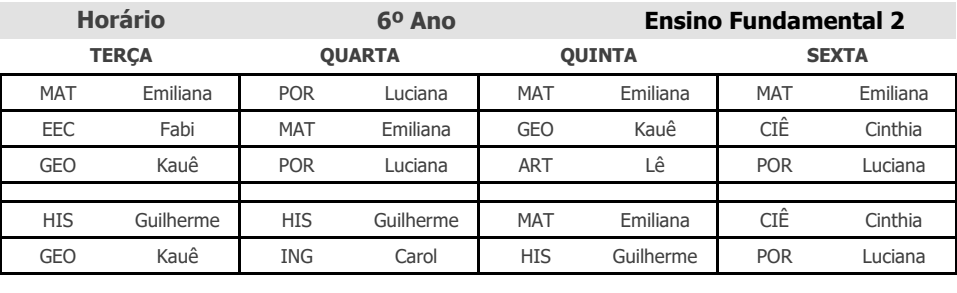 Horário 6º Ano Ensino Fundamental 2
TERÇA QUARTA QUINTA SEXTA
MAT Emiliana POR Luciana MAT Emiliana MAT Emiliana
EEC Fabi MAT Emiliana GEO Kauê CIÊ Cinthia
GEO Kauê POR Luciana ART Lê POR Luciana
HIS Guilherme HIS Guilherme MAT Emiliana CIÊ Cinthia
GEO Kauê ING Carol HIS Guilherme POR Luciana